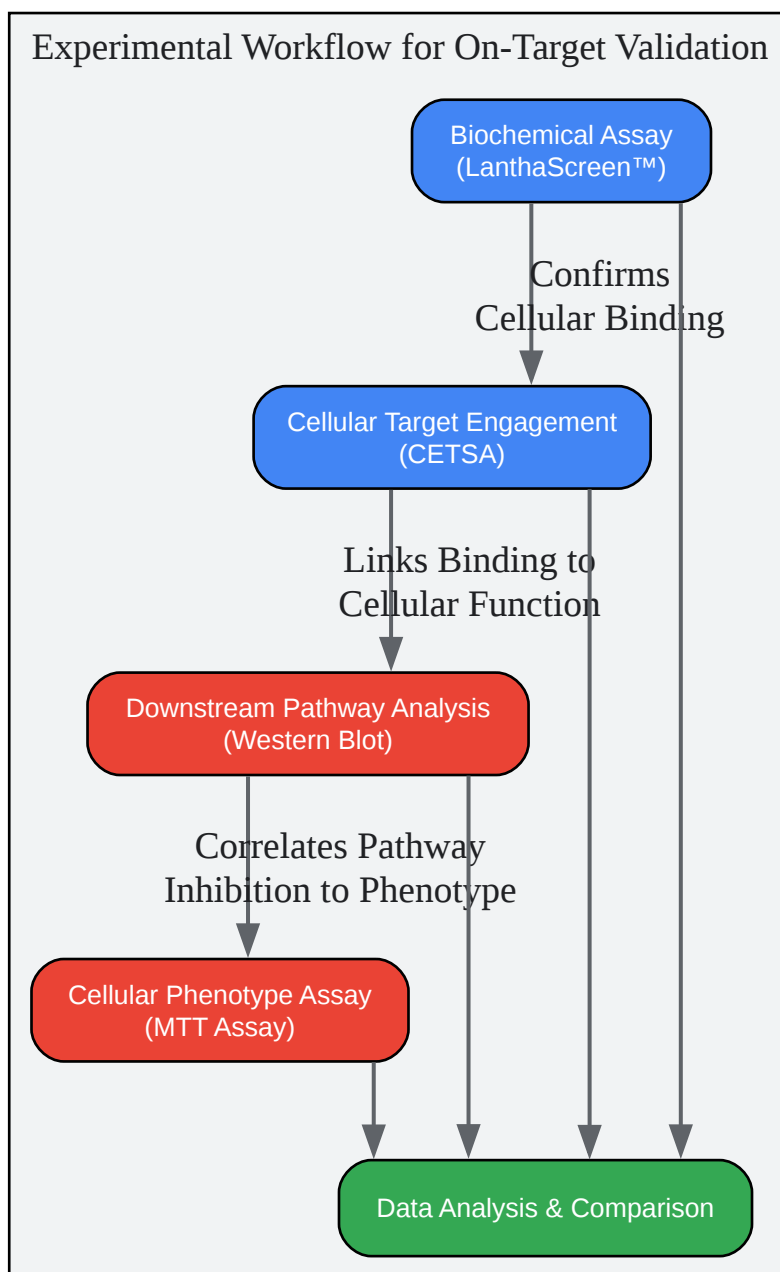 Experimental Workflow for On-Target Validation
Biochemical Assay
(LanthaScreen™)
Confirms
Cellular Binding
Cellular Target Engagement
(CETSA)
Links Binding to
Cellular Function
Downstream Pathway Analysis
(Western Blot)
Correlates Pathway
Inhibition to Phenotype
Cellular Phenotype Assay
(MTT Assay)
Data Analysis & Comparison